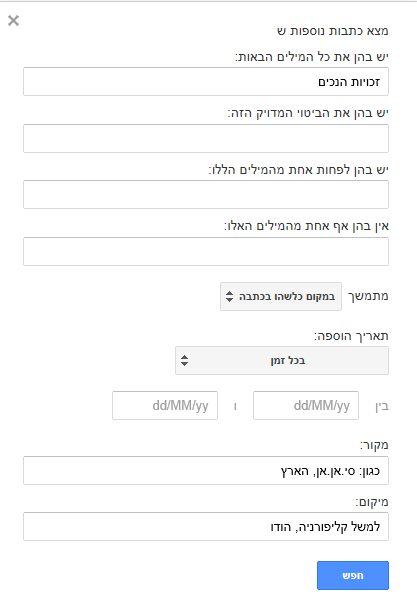 מצא כתבות נוספות ש
יש בהן את כל המילים הבאות:
זכויות הנכים
יש בהן את הביטוי המדויק הזה:
יש בהן לפחות אחת מהמילים הללו:
אין בהן אף אחת מהמילים האלו:
מתמשך במקום כלשהו בכתבה
תאריך הוספה:
בכל זמן
בין dd/MM/yy ו dd/MM/yy
מקור:
כגון: סי.אן.אן, הארץ
מיקום:
למשל קליפורניה, הודו
חפש